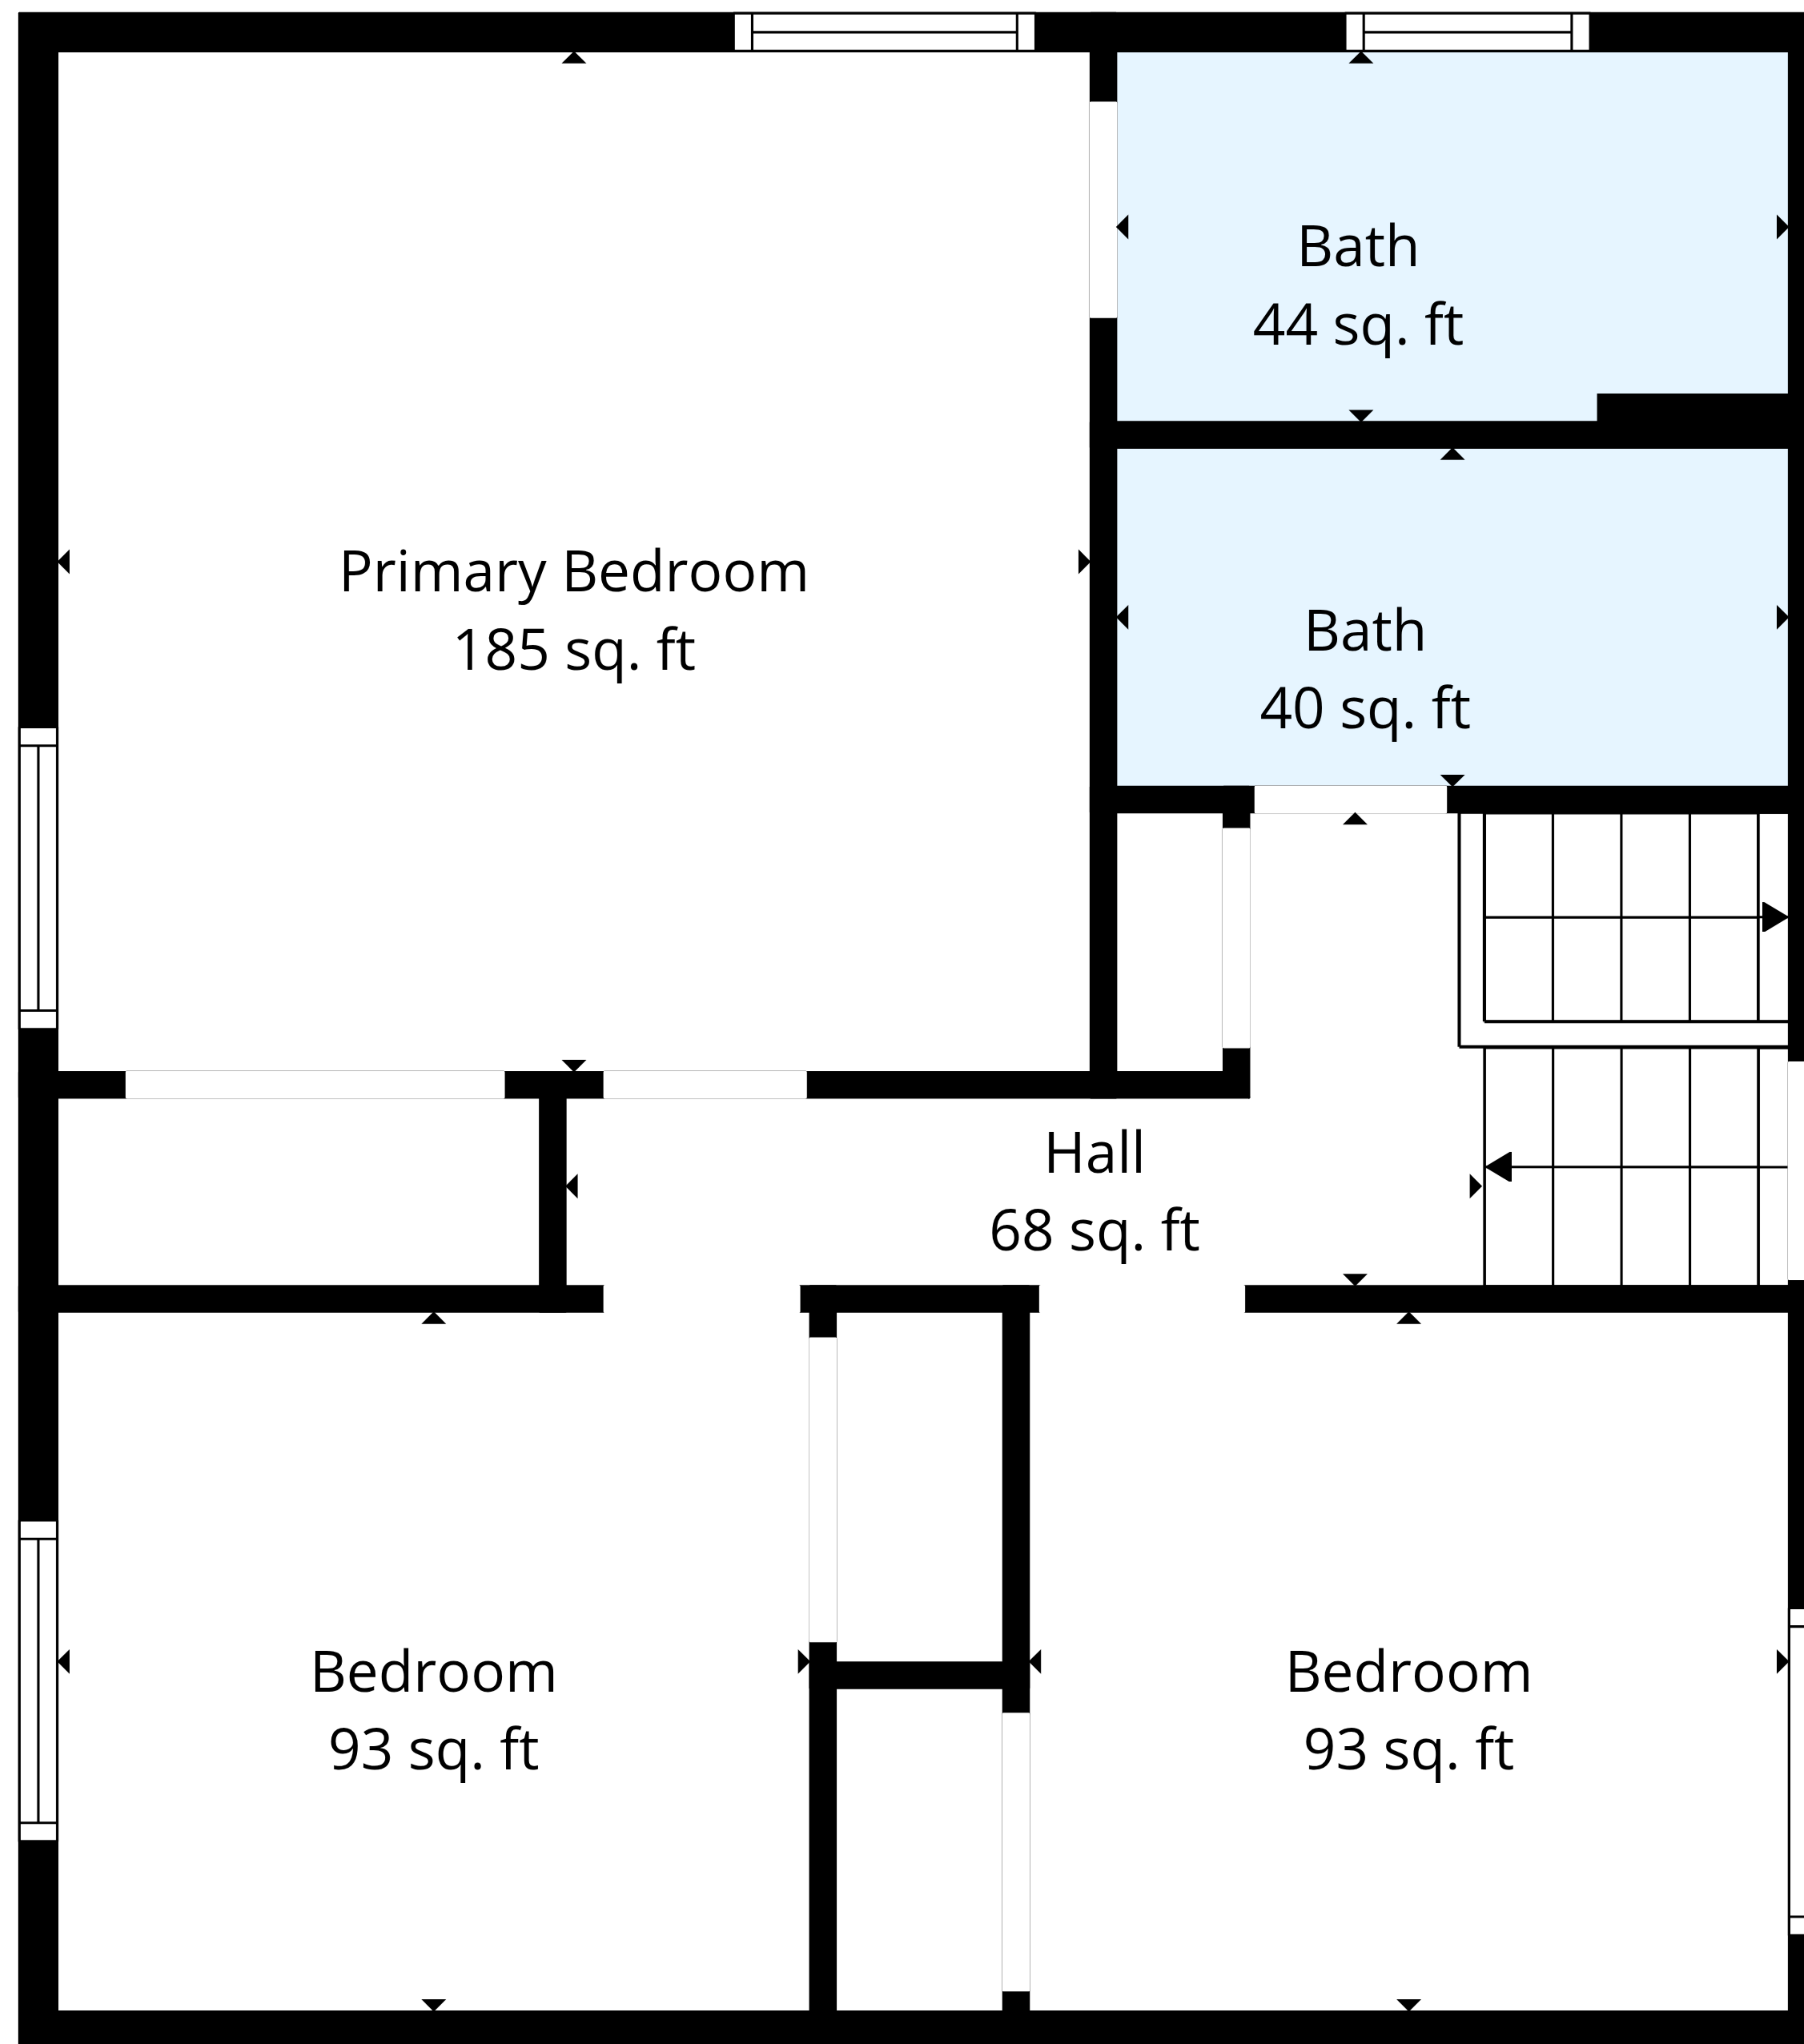 Bath
44 sq. ft
Primary Bedroom
185 sq. ft
Bath
40 sq. ft
Hall
68 sq. ft
Bedroom
93 sq. ft
Bedroom
93 sq. ft